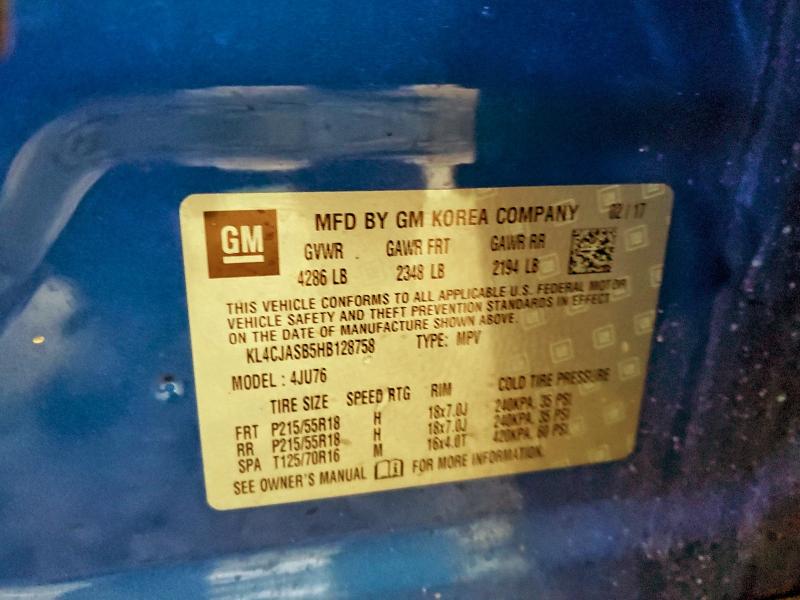 GM
MFD BY GM KOREA COMPANY 02/17
GVWR GAWR FRT GAWR RR
4286 LB 2348 LB 2194 LB
THIS VEHICLE CONFORMS TO ALL APPLICABLE U.S. FEDERAL MOTOR
VEHICLE SAFETY AND THEFT PREVENTION STANDARDS IN EFFECT
ON THE DATE OF MANUFACTURE SHOWN ABOVE.
KL4CJASB5HB128758 TYPE: MPV
MODEL : 4JU76
TIRE SIZE SPEED RTG RIM COLD TIRE PRESSURE
FRT P215/55R18 H 18x7.0J 240KPA, 35 PSI
RR P215/55R18 H 18x7.0J 240KPA, 35 PSI
SPA T125/70R16 M 16x4.0T 420KPA, 60 PSI
SEE OWNER'S MANUAL FOR MORE INFORMATION.